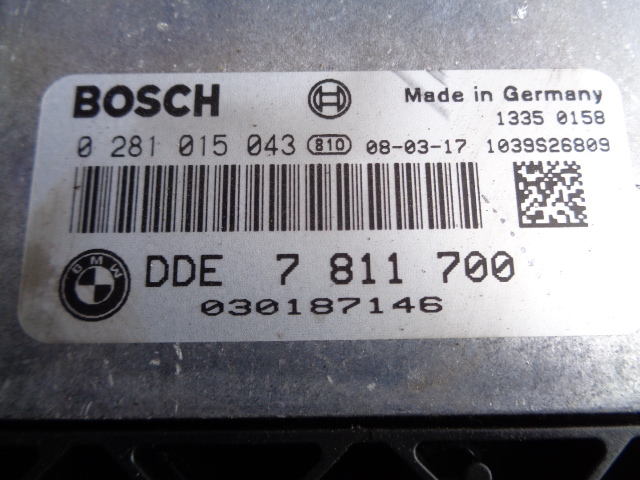 BOSCH Made in Germany
1335 0158
0 281 015 043 810 08-03-17 1039S26809
BMW DDE 7 811 700
030187146